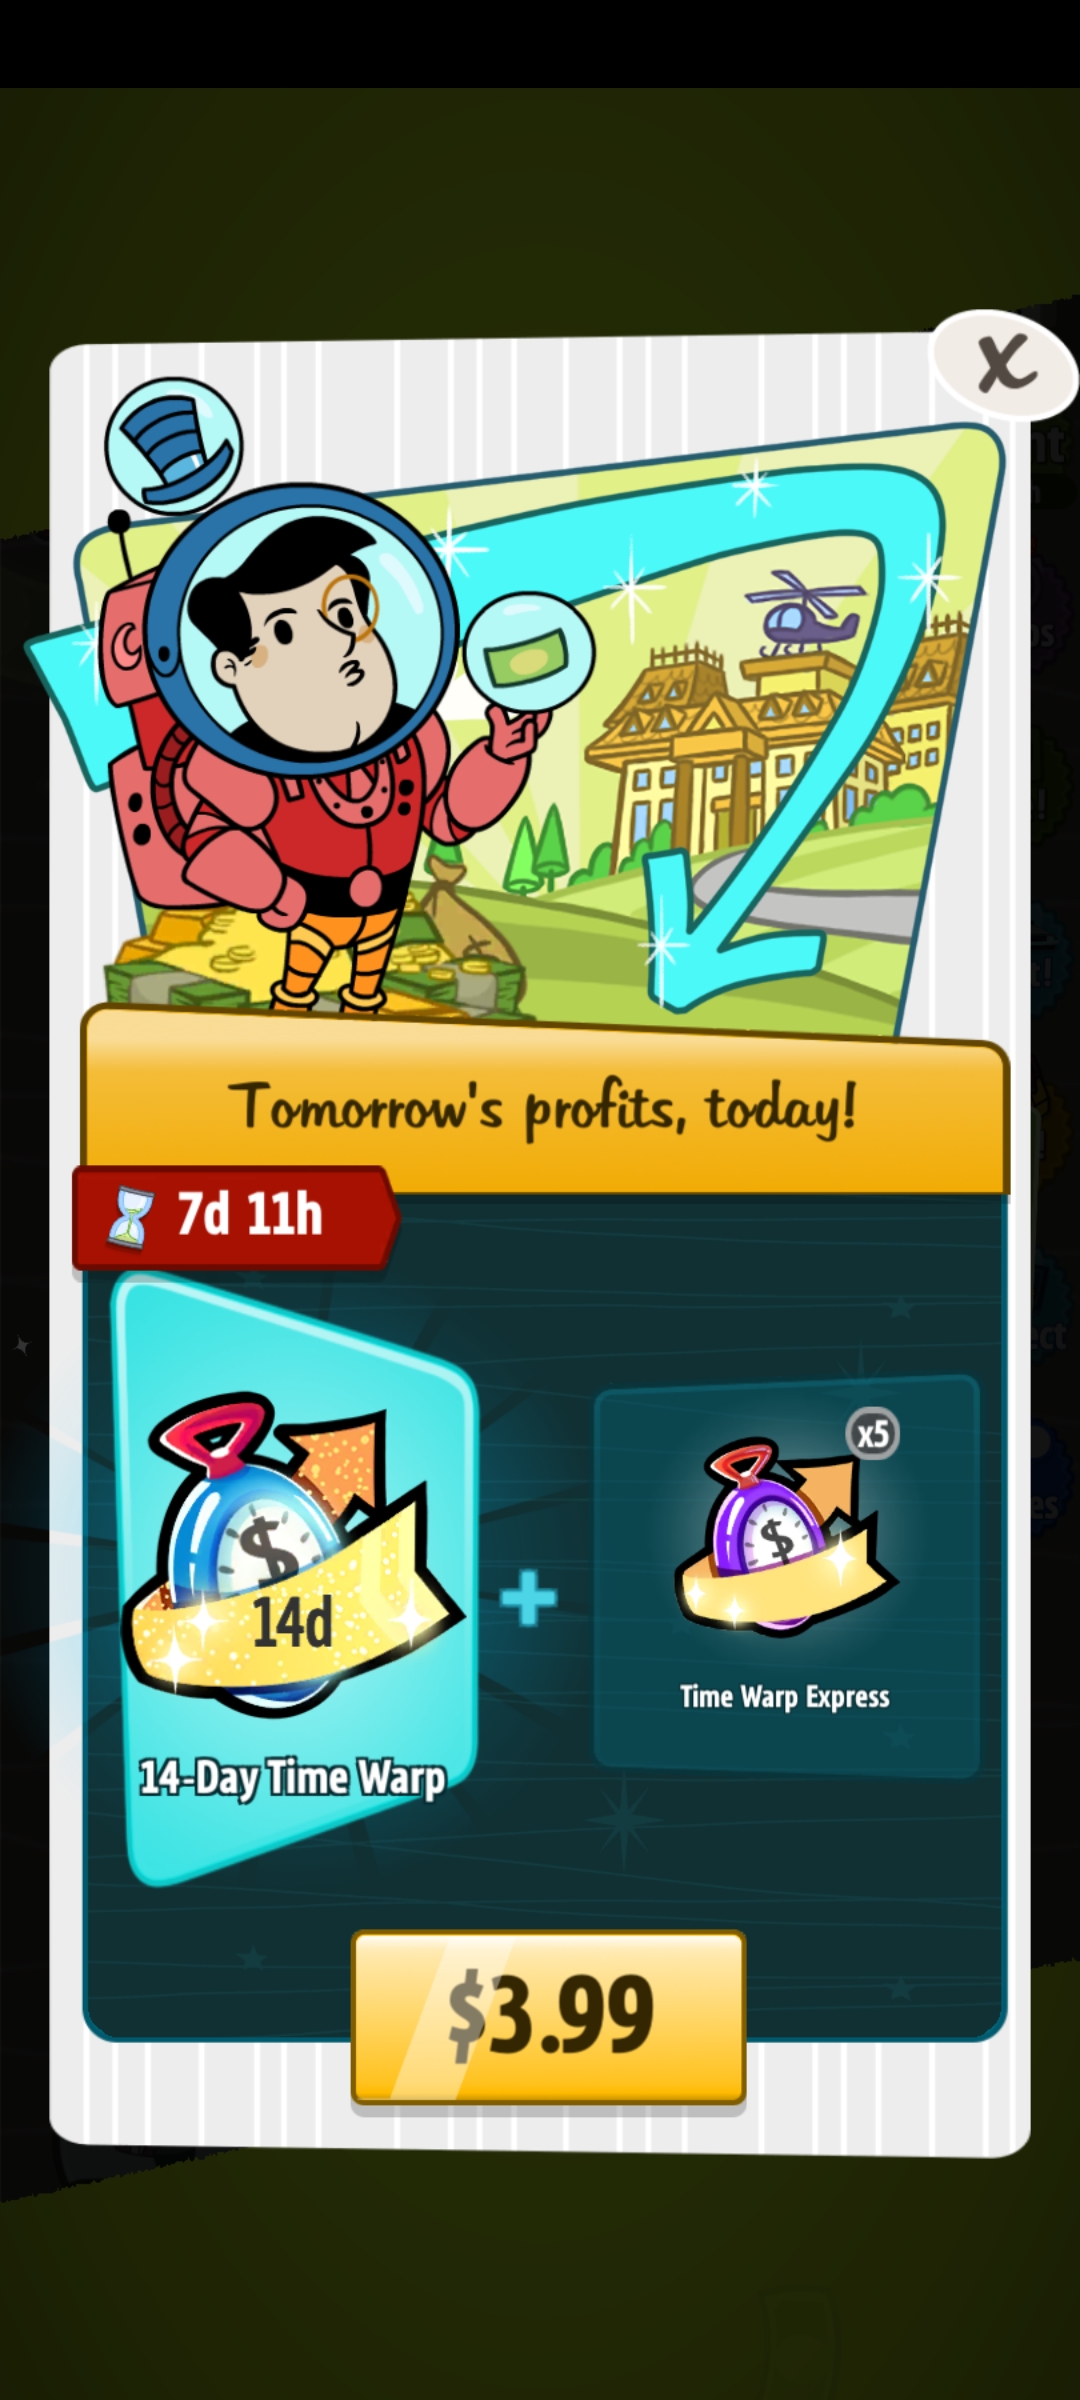 x
Tomorrow's profits, today!
7d 11h
$
14d
14-Day Time Warp
x5
$
Time Warp Express
$3.99